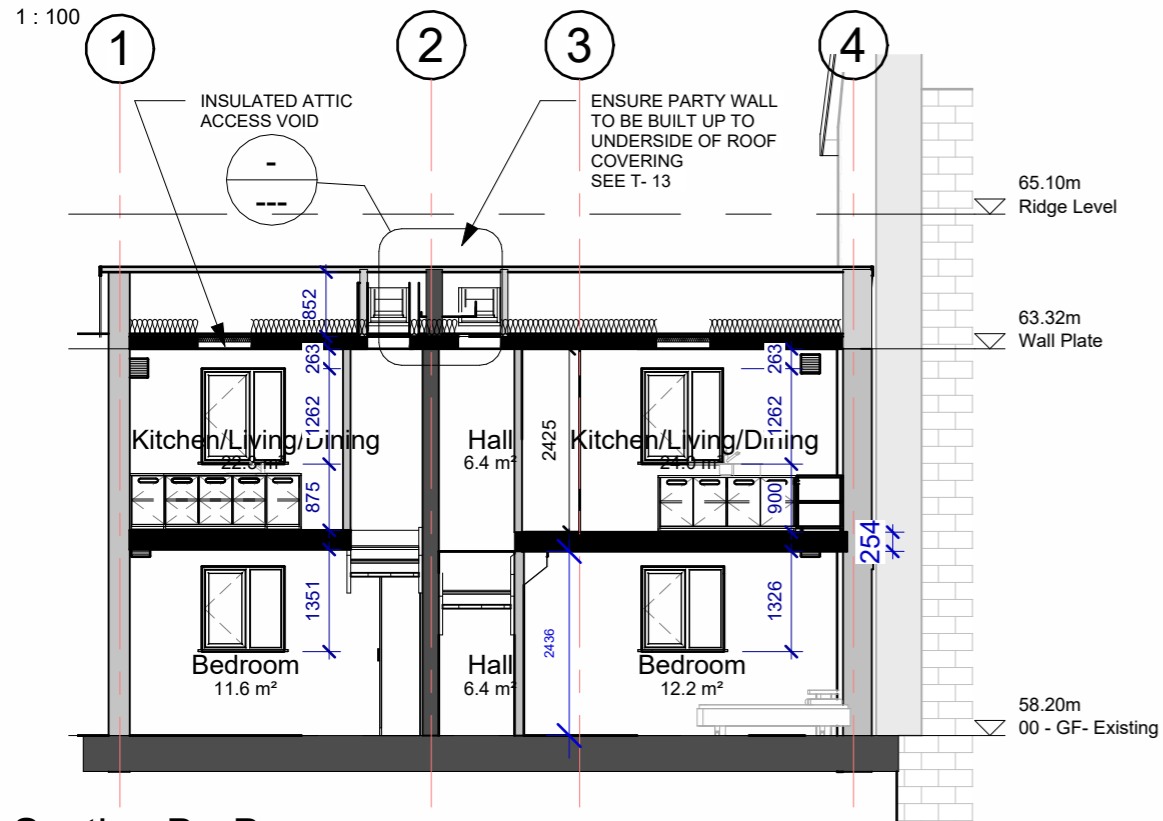 1 : 100
1
2
3
4
INSULATED ATTIC
ACCESS VOID
ENSURE PARTY WALL
TO BE BUILT UP TO
UNDERSIDE OF ROOF
COVERING
SEE T- 13
-
---
65.10m
Ridge Level
852
63.32m
Wall Plate
263
263
1262
1262
Kitchen/Living/Dining
Hall
6.4 m²
2425
Kitchen/Living/Dining
875
900
254
1351
1326
2436
Bedroom
11.6 m²
Hall
6.4 m²
Bedroom
12.2 m²
58.20m
00 - GF- Existing